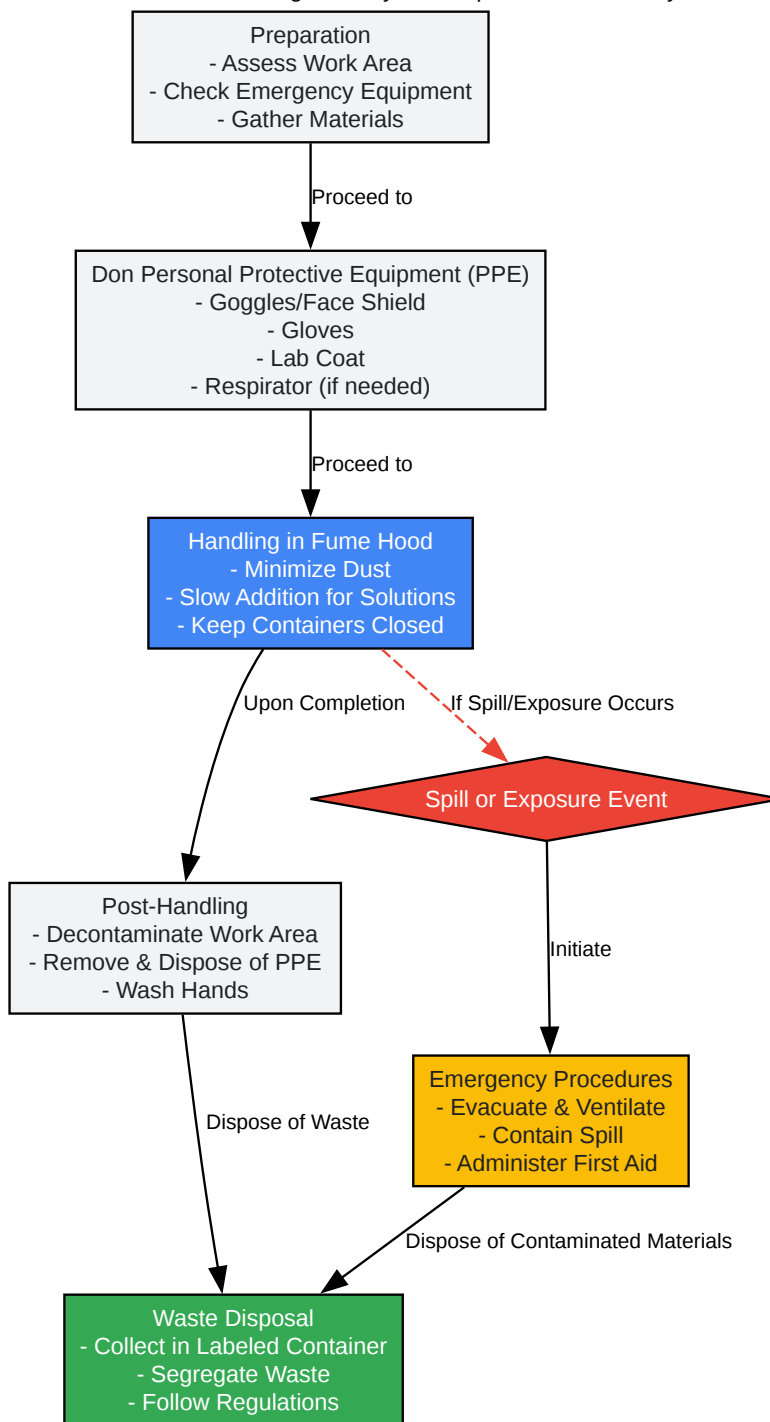 Preparation
- Assess Work Area
- Check Emergency Equipment
- Gather Materials
Proceed to
Don Personal Protective Equipment (PPE)
- Goggles/Face Shield
- Gloves
- Lab Coat
- Respirator (if needed)
Proceed to
Handling in Fume Hood
- Minimize Dust
- Slow Addition for Solutions
- Keep Containers Closed
Upon Completion
If Spill/Exposure Occurs
Spill or Exposure Event
Post-Handling
- Decontaminate Work Area
- Remove & Dispose of PPE
- Wash Hands
Initiate
Emergency Procedures
- Evacuate & Ventilate
- Contain Spill
- Administer First Aid
Dispose of Waste
Dispose of Contaminated Materials
Waste Disposal
- Collect in Labeled Container
- Segregate Waste
- Follow Regulations